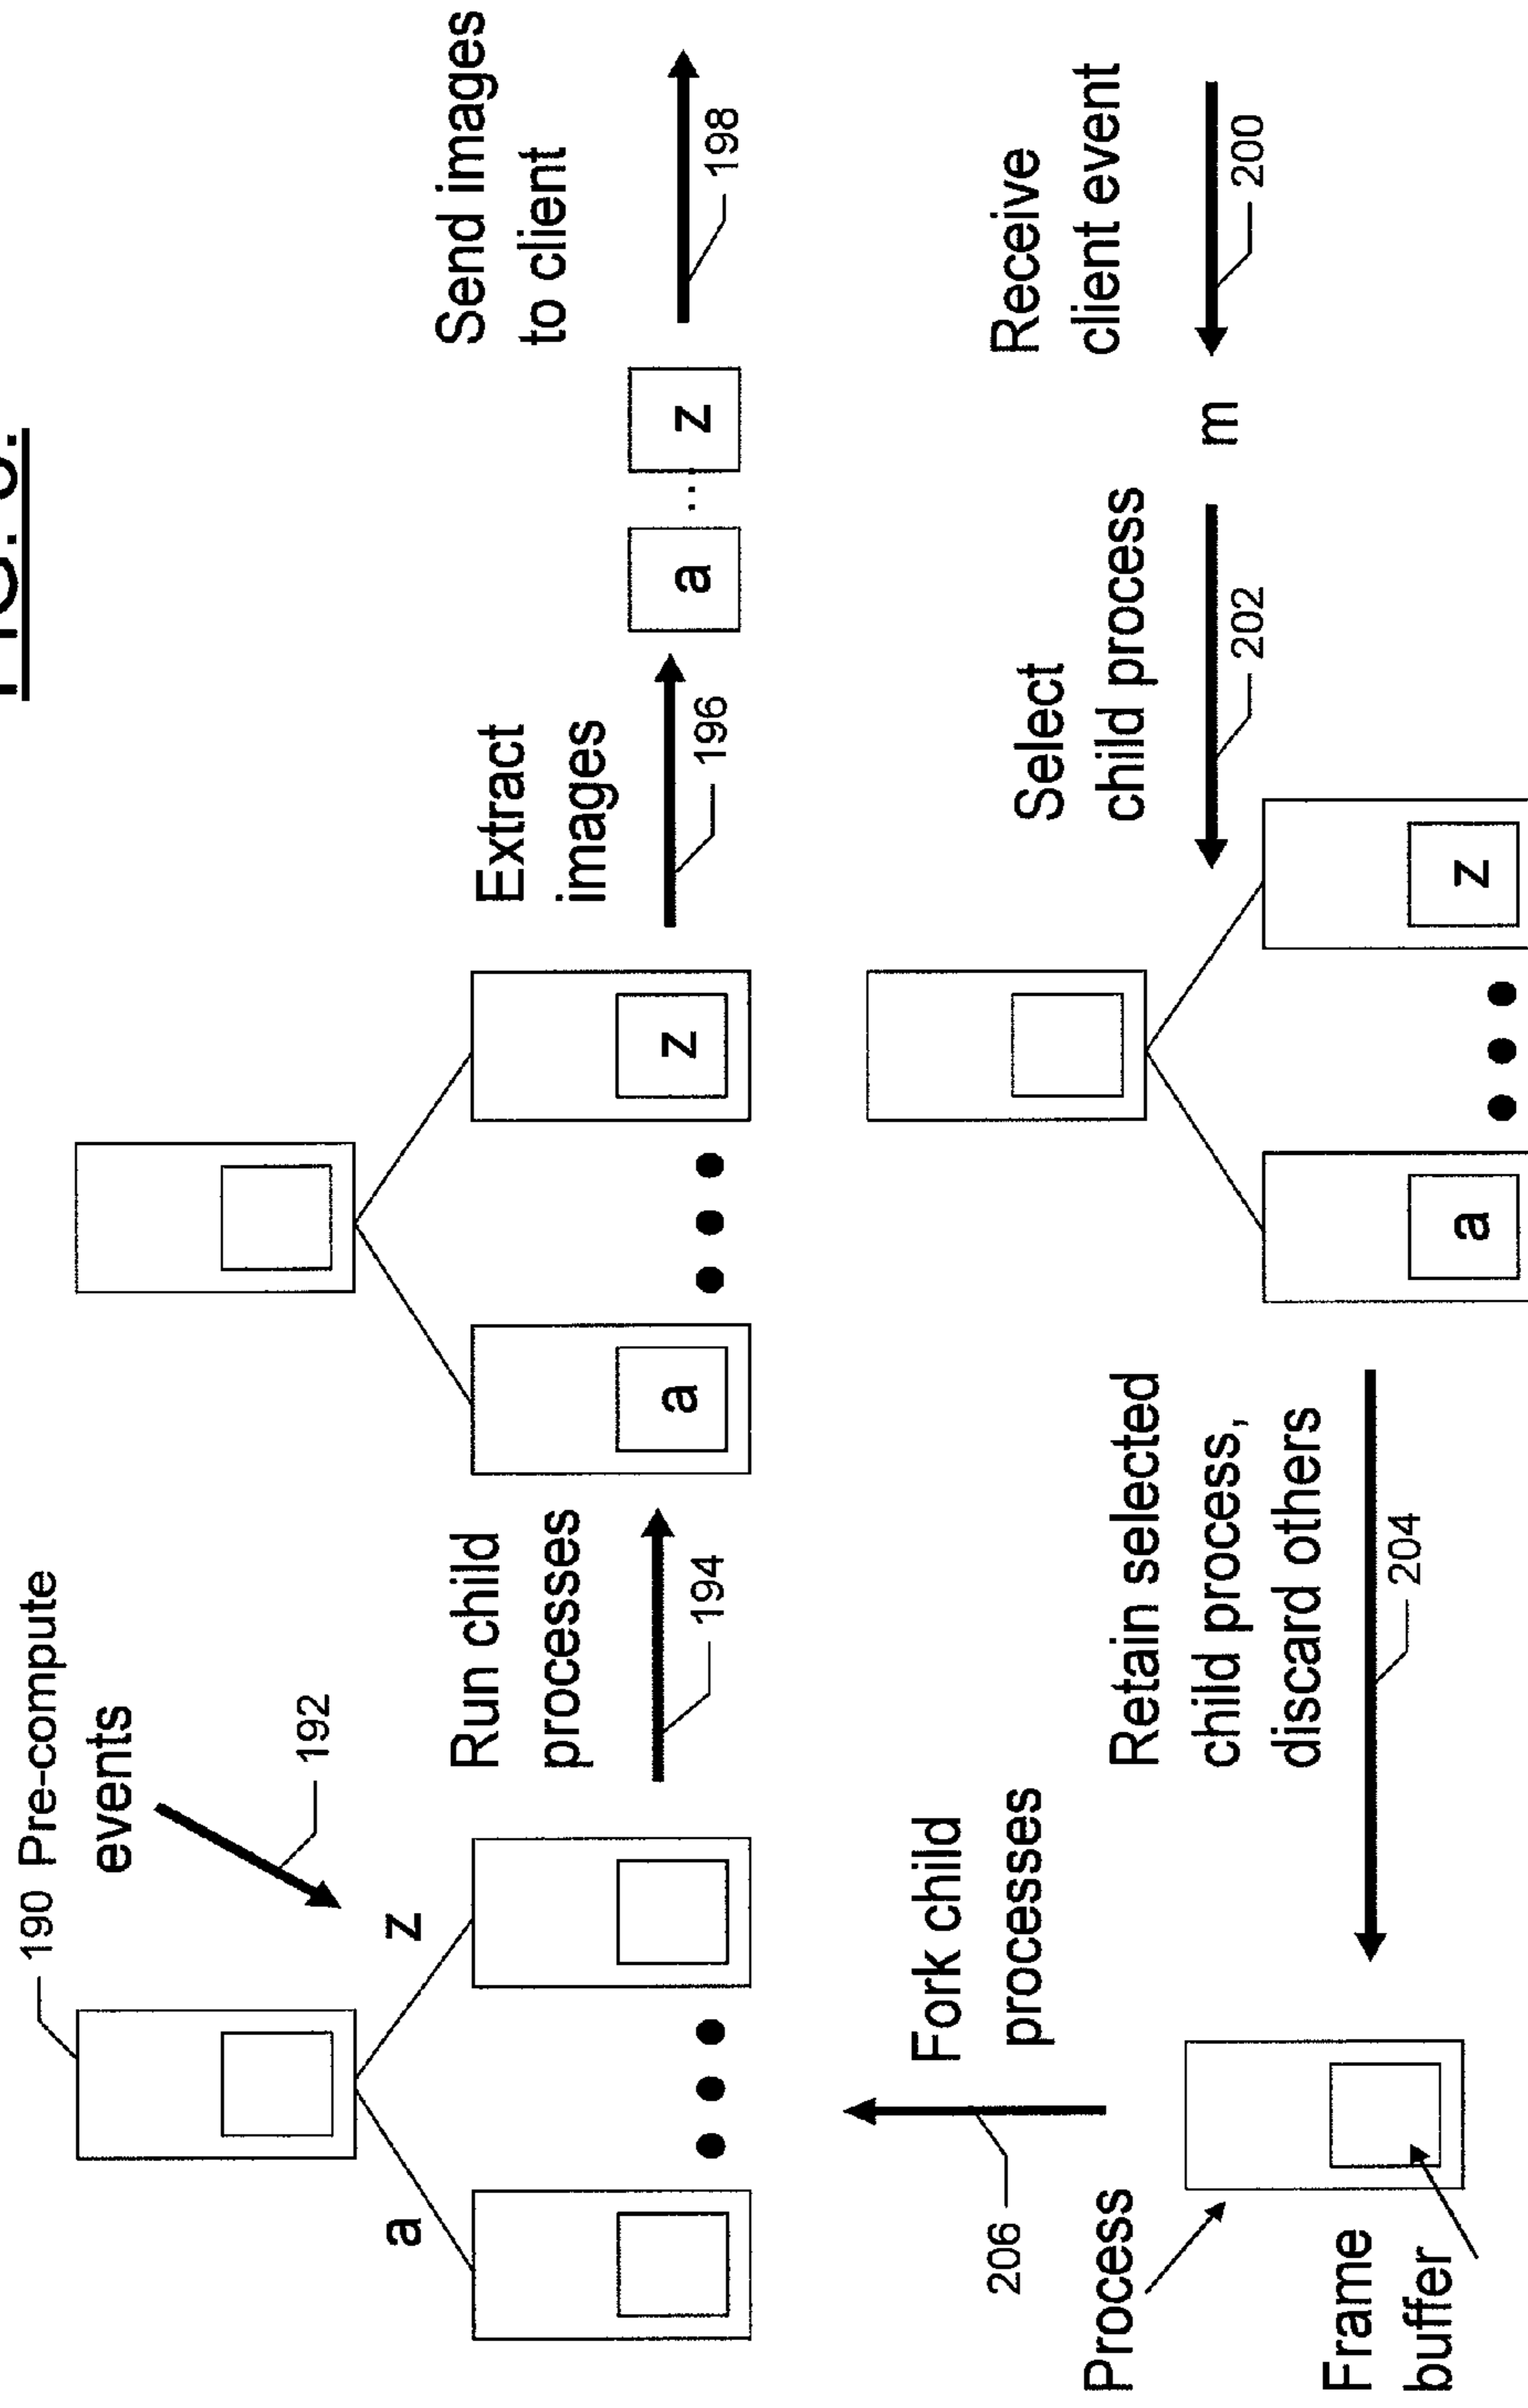 FIG.
190 Pre-compute
events
192
a
z
Run child
processes
194
a
z
Extract
images
196
a
z
Send images
to client
198
Receive
client event
200
m
Select
child process
202
a
z
Retain selected
child process,
discard others
204
Fork child
processes
206
Process
Frame
buffer